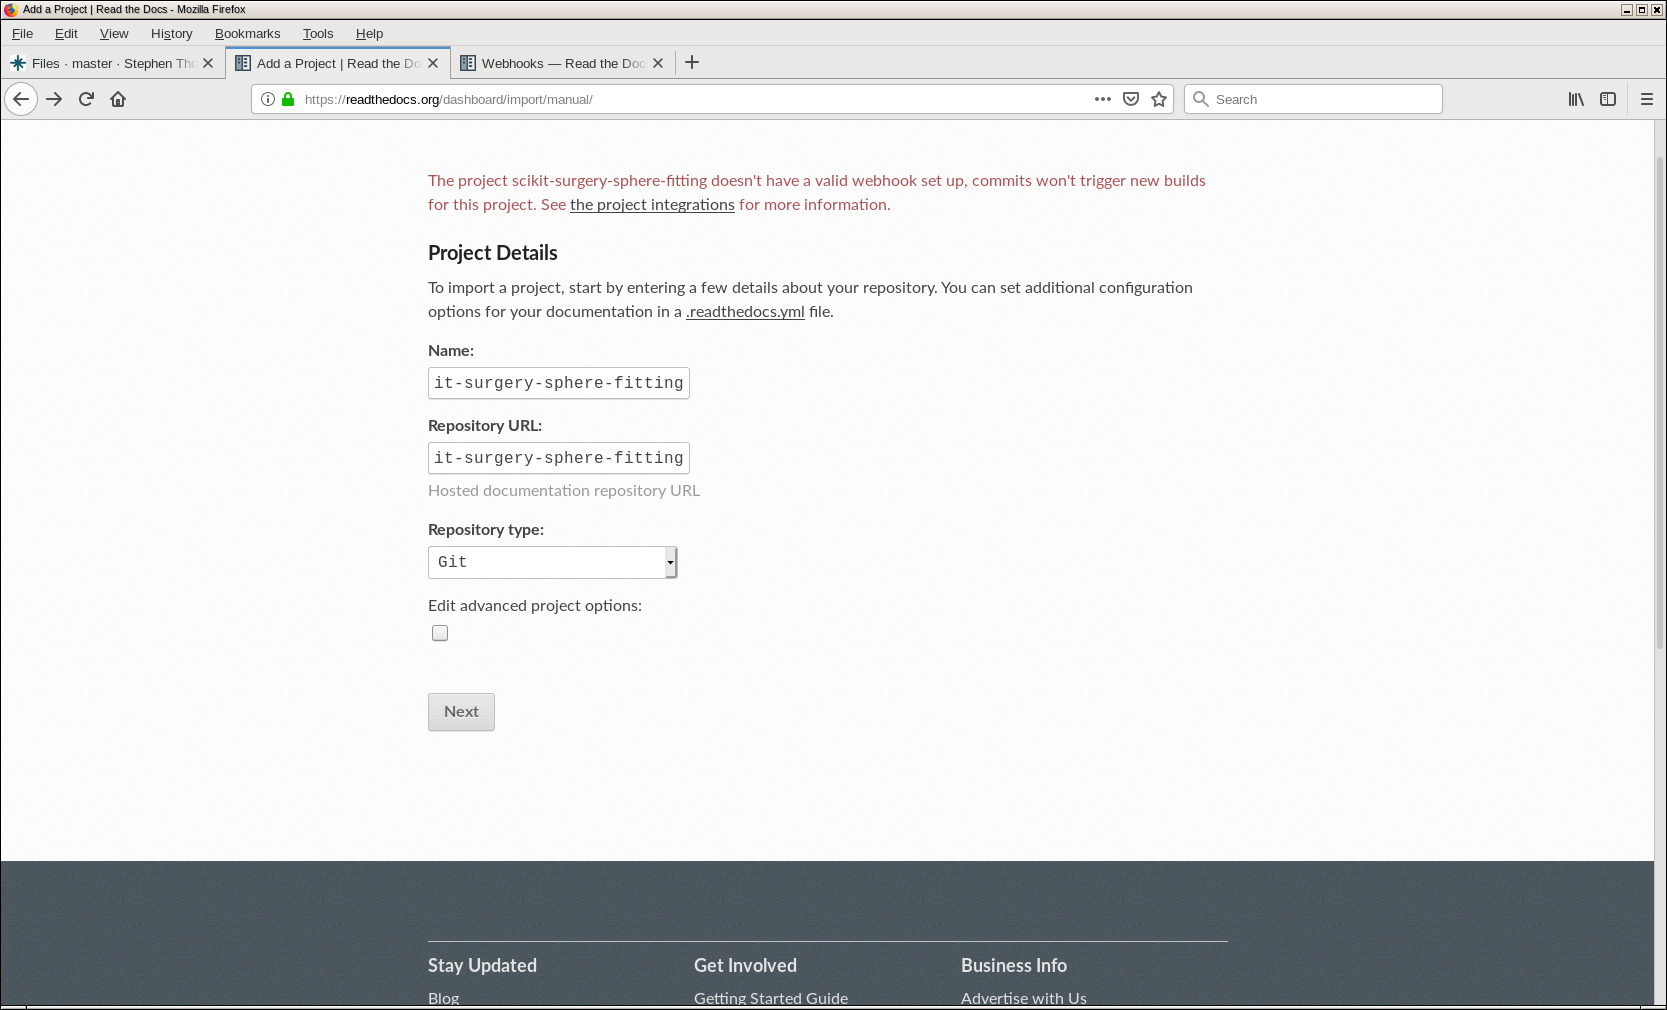 Add a Project | Read the Docs - Mozilla Firefox
File Edit View History Bookmarks Tools Help
Files · master · Stephen Tho Add a Project | Read the Do Webhooks — Read the Doc
https://readthedocs.org/dashboard/import/manual/ Search
The project scikit-surgery-sphere-fitting doesn't have a valid webhook set up, commits won't trigger new builds
for this project. See the project integrations for more information.
Project Details
To import a project, start by entering a few details about your repository. You can set additional configuration
options for your documentation in a .readthedocs.yml file.
Name:
it-surgery-sphere-fitting
Repository URL:
it-surgery-sphere-fitting
Hosted documentation repository URL
Repository type:
Git
Edit advanced project options:
Next
Stay Updated Get Involved Business Info
Blog Getting Started Guide Advertise with Us